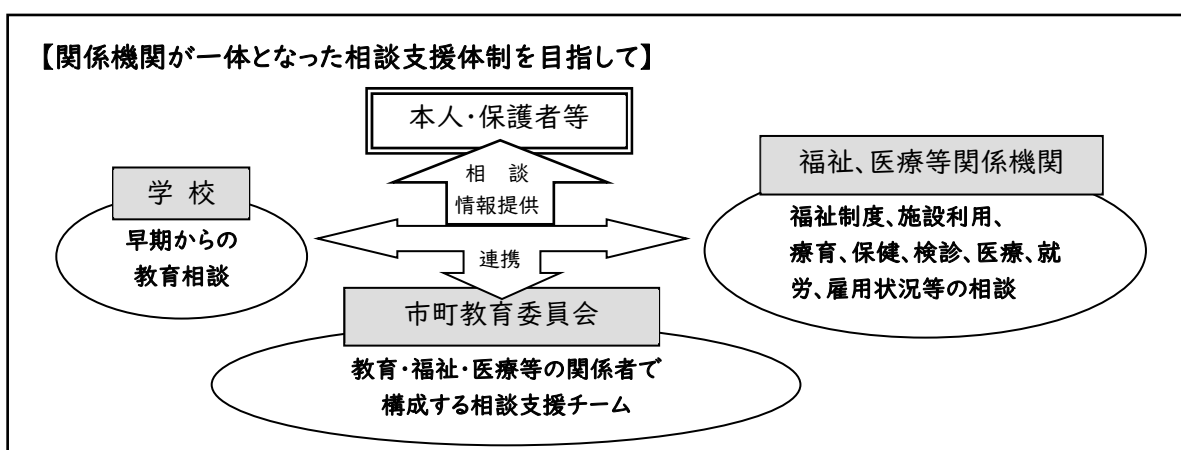 【関係機関が一体となった相談支援体制を目指して】
本人・保護者等
相 談
情報提供
学 校
早期からの
教育相談
福祉、医療等関係機関
福祉制度、施設利用、
療育、保健、検診、医療、就
労、雇用状況等の相談
連携
市町教育委員会
教育・福祉・医療等の関係者で
構成する相談支援チーム